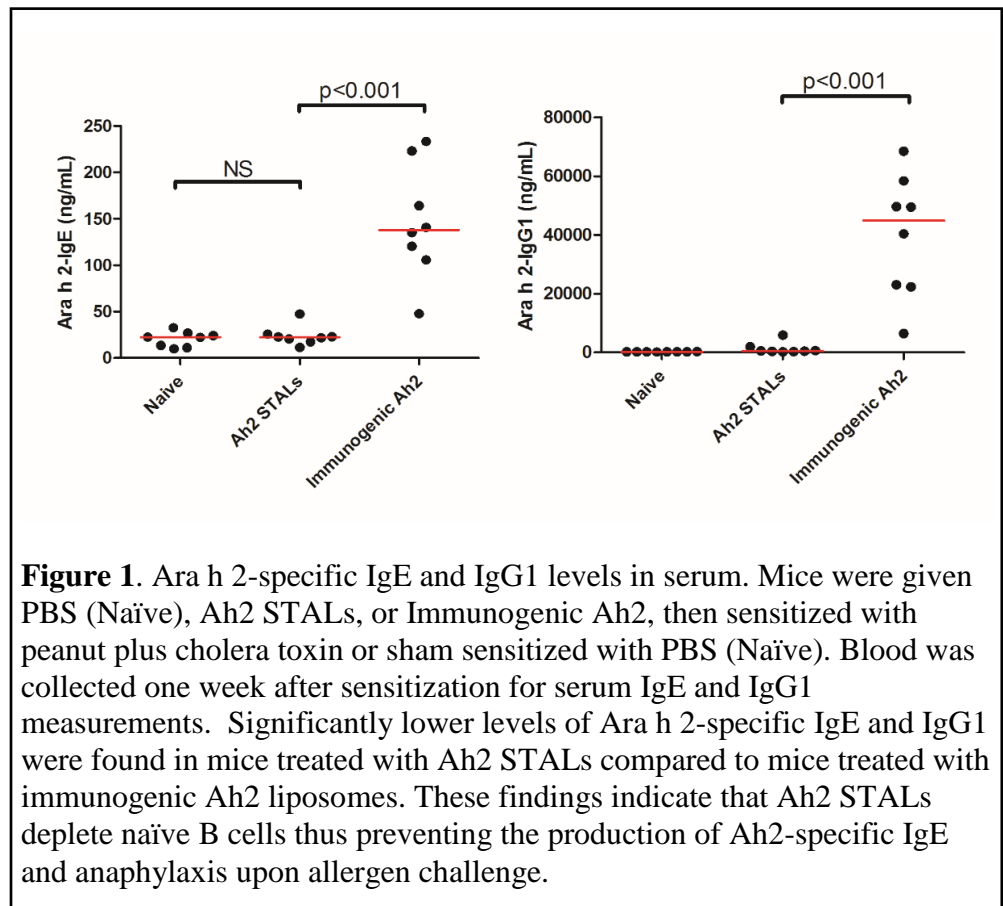 p<0.001
NS
250
200
150
100
50
0
Ara h 2-IgE (ng/mL)
Naive
Ah2 STALs
Immunogenic Ah2
p<0.001
80000
60000
40000
20000
0
Ara h 2-IgG1 (ng/mL)
Naive
Ah2 STALs
Immunogenic Ah2
Figure 1. Ara h 2-specific IgE and IgG1 levels in serum. Mice were given
PBS (Naïve), Ah2 STALs, or Immunogenic Ah2, then sensitized with
peanut plus cholera toxin or sham sensitized with PBS (Naïve). Blood was
collected one week after sensitization for serum IgE and IgG1
measurements. Significantly lower levels of Ara h 2-specific IgE and IgG1
were found in mice treated with Ah2 STALs compared to mice treated with
immunogenic Ah2 liposomes. These findings indicate that Ah2 STALs
deplete naïve B cells thus preventing the production of Ah2-specific IgE
and anaphylaxis upon allergen challenge.